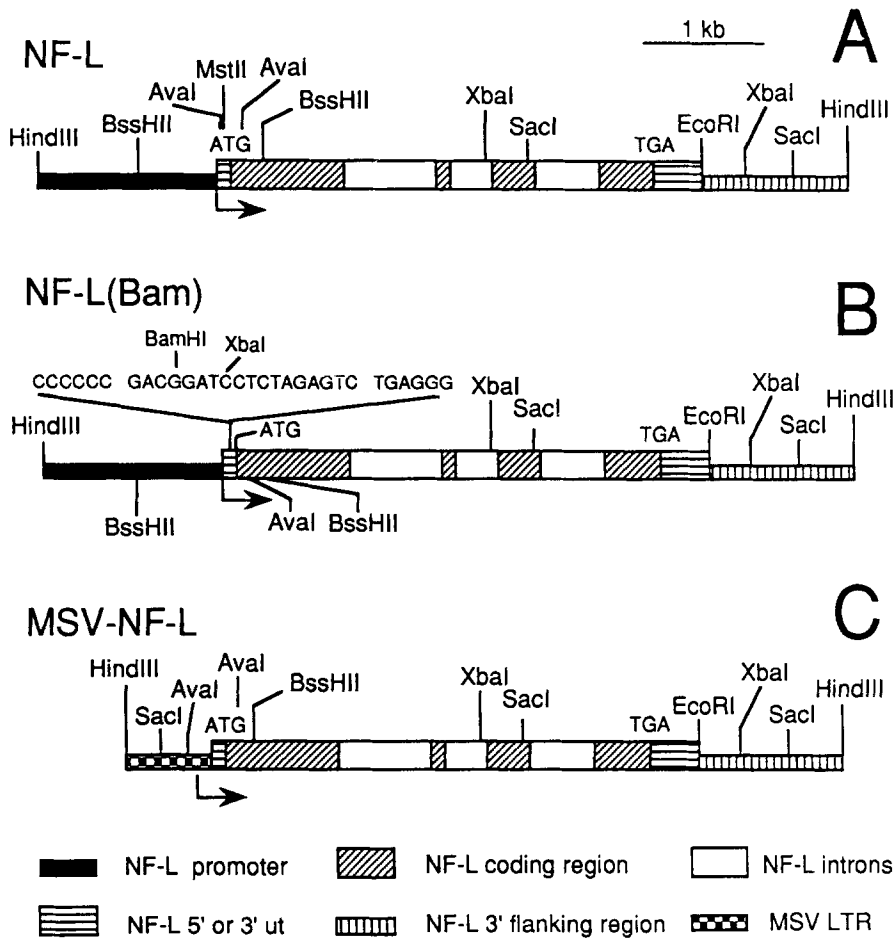 A
1 kb
NF-L
MstII
AvaI AvaI
BssHII
XbaI
XbaI
HindIII BssHII ATG SacI TGA EcoRI SacI HindIII
B
NF-L(Bam)
BamHI XbaI
CCCCCC GACGGATCCTCTAGAGTC TGAGGG
HindIII ATG XbaI SacI TGA EcoRI XbaI SacI HindIII
BssHII AvaI BssHII
C
MSV-NF-L
HindIII SacI AvaI AvaI ATG BssHII XbaI SacI TGA EcoRI XbaI SacI HindIII
NF-L promoter NF-L coding region NF-L introns
NF-L 5' or 3' ut NF-L 3' flanking region MSV LTR